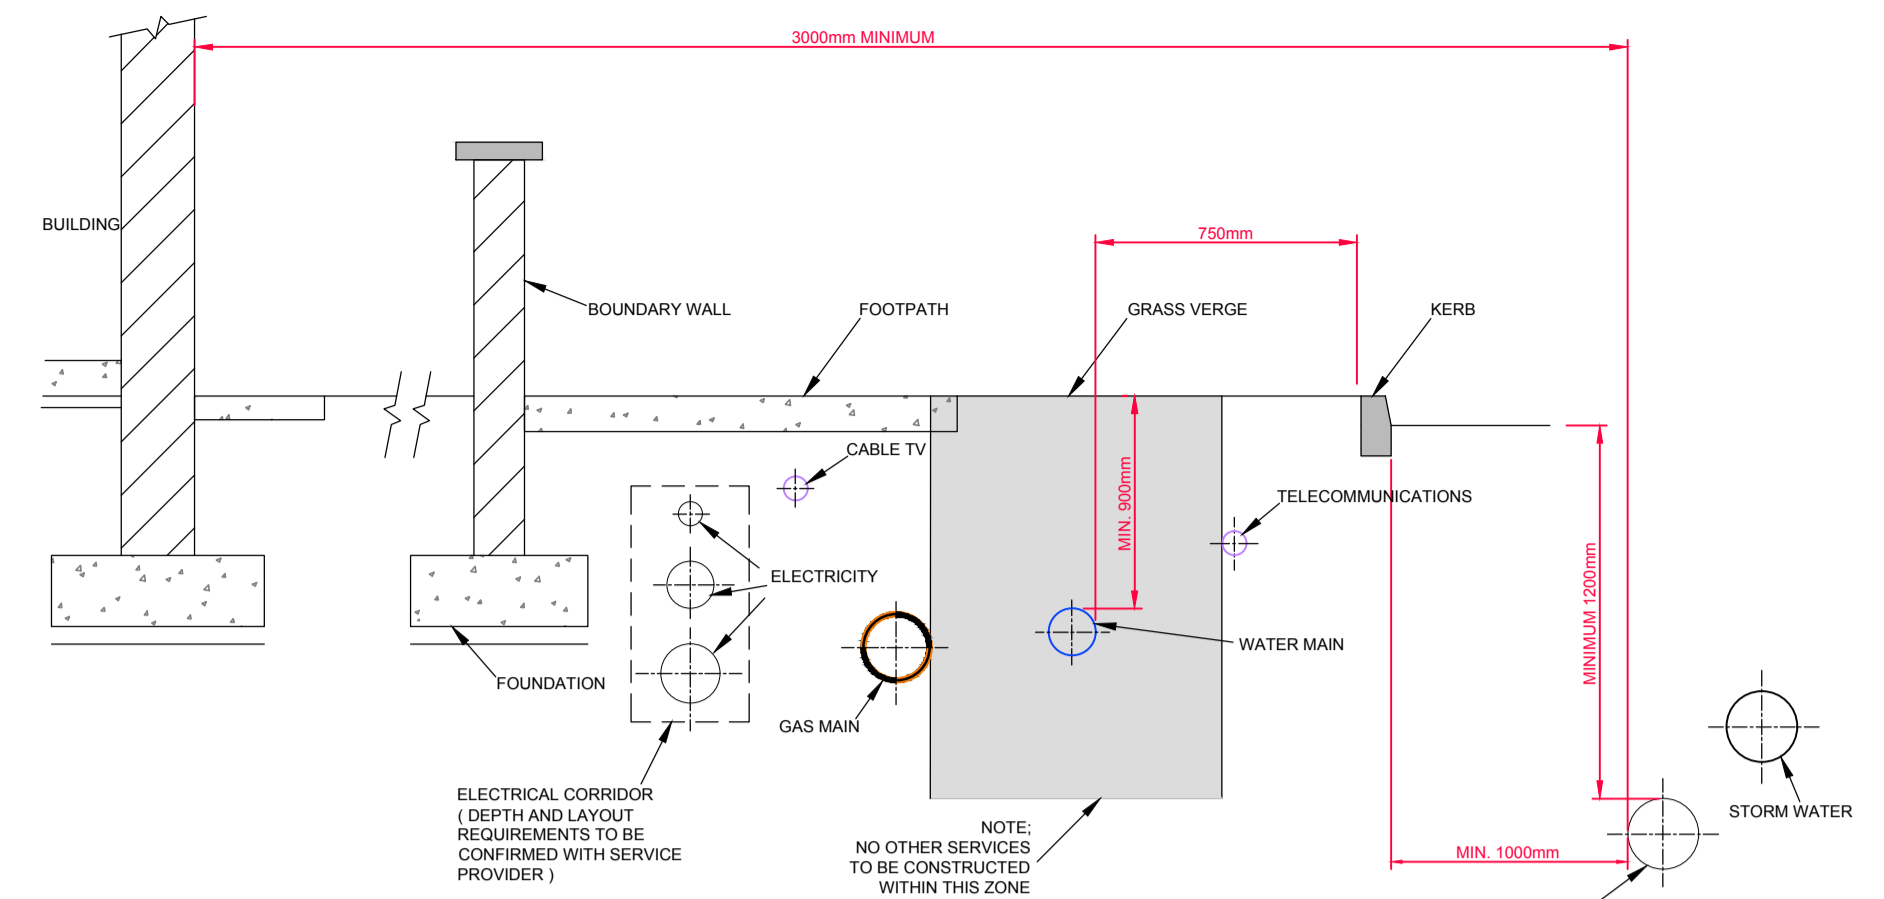 3000mm MINIMUM
BUILDING
750mm
BOUNDARY WALL
FOOTPATH
GRASS VERGE
KERB
CABLE TV
MIN. 900mm
TELECOMMUNICATIONS
ELECTRICITY
MINIMUM 1200mm
WATER MAIN
FOUNDATION
GAS MAIN
ELECTRICAL CORRIDOR
( DEPTH AND LAYOUT
REQUIREMENTS TO BE
CONFIRMED WITH SERVICE
PROVIDER )
NOTE;
NO OTHER SERVICES
TO BE CONSTRUCTED
WITHIN THIS ZONE
STORM WATER
MIN. 1000mm